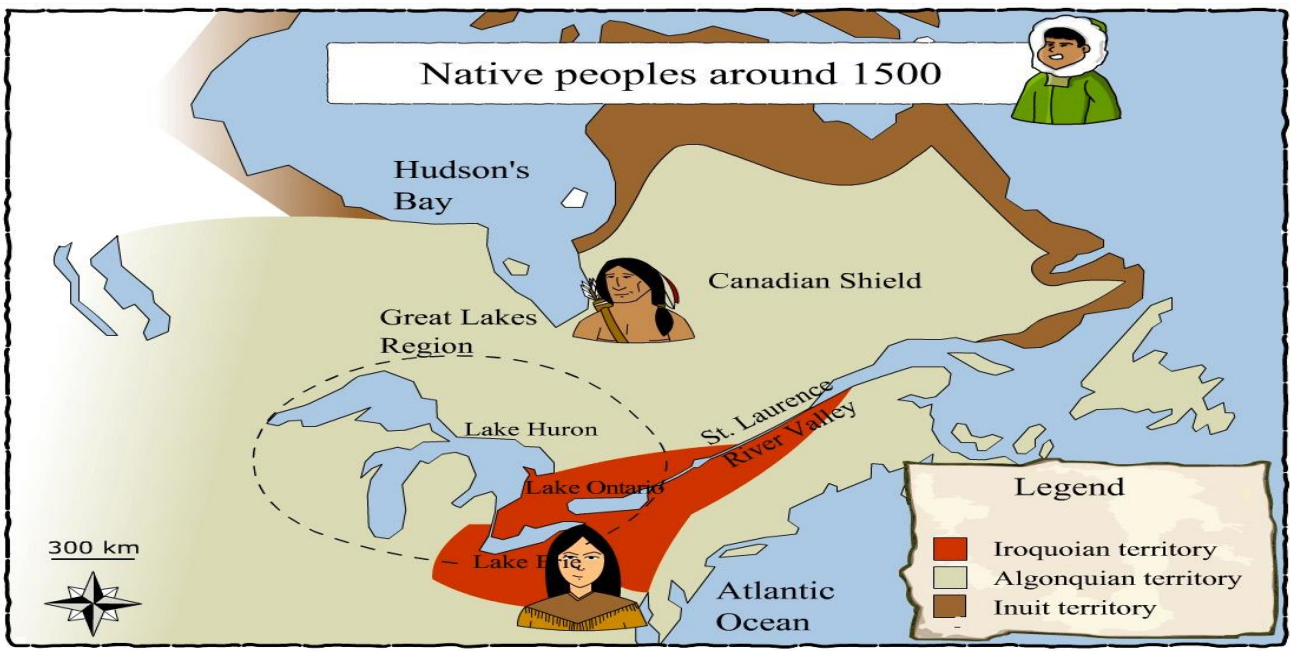 Native peoples around 1500
Hudson's
Bay
Canadian Shield
Great Lakes
Region
Lake Huron
St. Laurence
River Valley
Lake Ontario
Lake Erie
300 km
Atlantic
Ocean
Legend
Iroquoian territory
Algonquian territory
Inuit territory